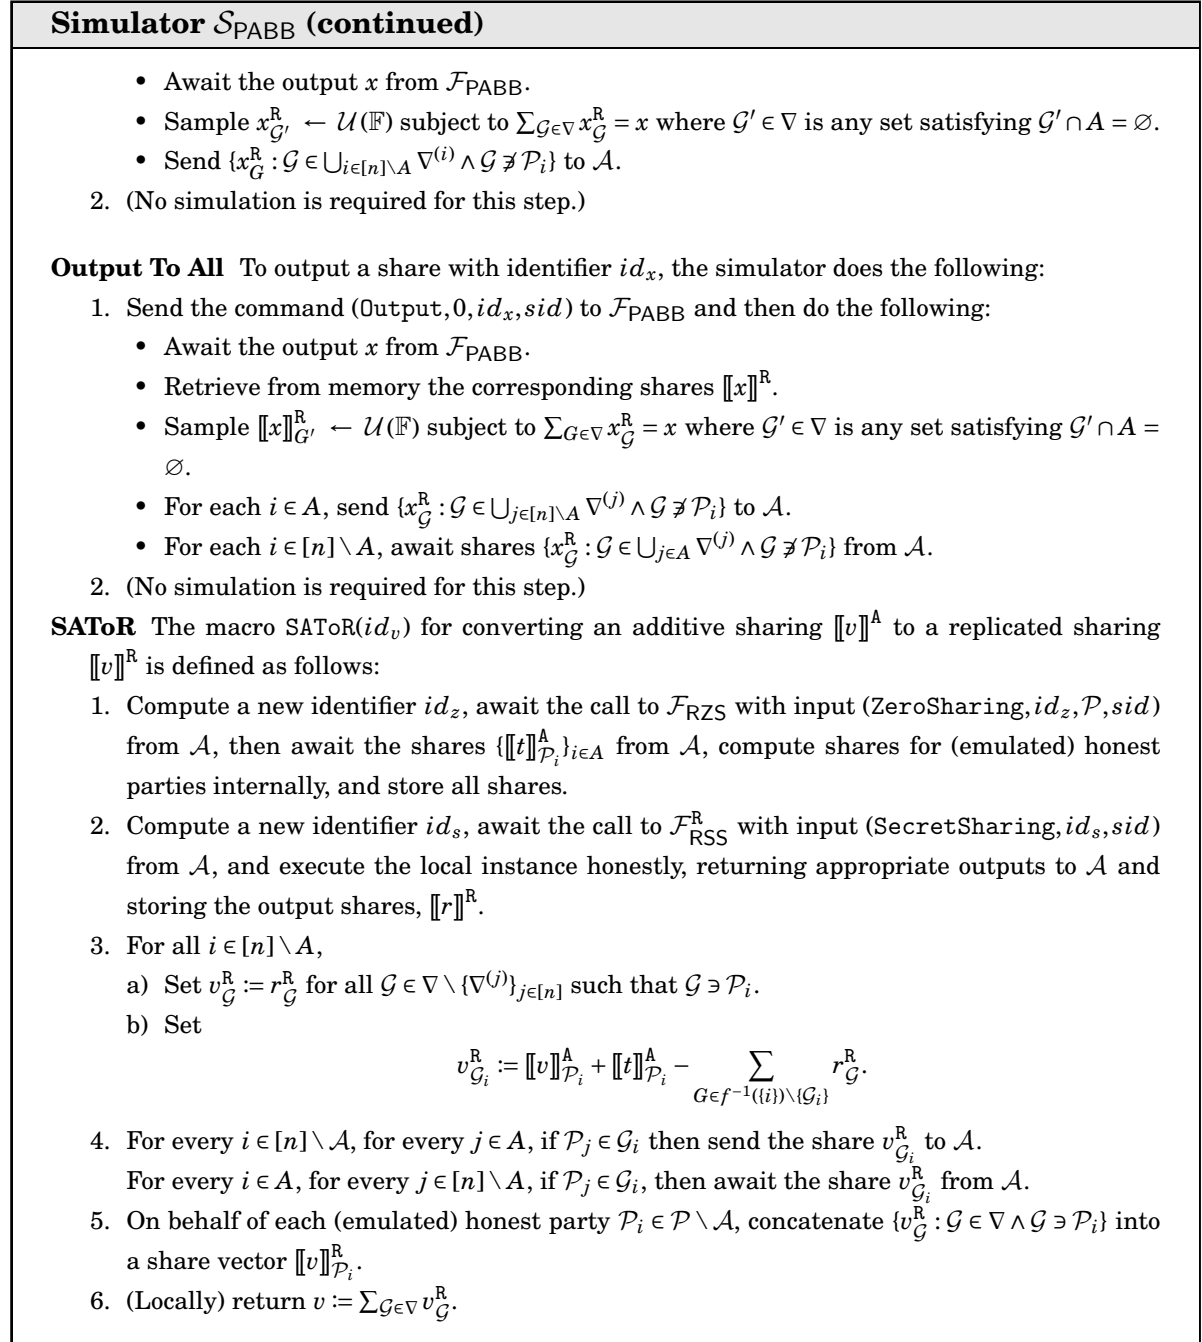 Simulator 𝒮_PABB (continued)
• Await the output x from ℱ_PABB.
• Sample x^R_𝒢′ ← 𝒰(𝔽) subject to ∑_{𝒢∈∇} x^R_𝒢 = x where 𝒢′ ∈ ∇ is any set satisfying 𝒢′ ∩ A = ∅.
• Send {x^R_G : 𝒢 ∈ ⋃_{i∈[n]\A} ∇^(i) ∧ 𝒢 ∌ 𝒫_i} to 𝒜.
2. (No simulation is required for this step.)
Output To All To output a share with identifier id_x, the simulator does the following:
1. Send the command (Output, 0, id_x, sid) to ℱ_PABB and then do the following:
• Await the output x from ℱ_PABB.
• Retrieve from memory the corresponding shares ⟦x⟧^R.
• Sample ⟦x⟧^R_G′ ← 𝒰(𝔽) subject to ∑_{G∈∇} x^R_𝒢 = x where 𝒢′ ∈ ∇ is any set satisfying 𝒢′ ∩ A =
∅.
• For each i ∈ A, send {x^R_𝒢 : 𝒢 ∈ ⋃_{j∈[n]\A} ∇^(j) ∧ 𝒢 ∌ 𝒫_i} to 𝒜.
• For each i ∈ [n] \ A, await shares {x^R_𝒢 : 𝒢 ∈ ⋃_{j∈A} ∇^(j) ∧ 𝒢 ∌ 𝒫_i} from 𝒜.
2. (No simulation is required for this step.)
SAToR The macro SAToR(id_v) for converting an additive sharing ⟦v⟧^A to a replicated sharing
⟦v⟧^R is defined as follows:
1. Compute a new identifier id_z, await the call to ℱ_RZS with input (ZeroSharing, id_z, 𝒫, sid)
from 𝒜, then await the shares {⟦t⟧^A_{𝒫_i}}_{i∈A} from 𝒜, compute shares for (emulated) honest
parties internally, and store all shares.
2. Compute a new identifier id_s, await the call to ℱ^R_RSS with input (SecretSharing, id_s, sid)
from 𝒜, and execute the local instance honestly, returning appropriate outputs to 𝒜 and
storing the output shares, ⟦r⟧^R.
3. For all i ∈ [n] \ A,
a) Set v^R_𝒢 := r^R_𝒢 for all 𝒢 ∈ ∇ \ {∇^(j)}_{j∈[n]} such that 𝒢 ∋ 𝒫_i.
b) Set
v^R_{𝒢_i} := ⟦v⟧^A_{𝒫_i} + ⟦t⟧^A_{𝒫_i} − ∑_{G∈f^{−1}({i})\{𝒢_i}} r^R_𝒢.
4. For every i ∈ [n] \ 𝒜, for every j ∈ A, if 𝒫_j ∈ 𝒢_i then send the share v^R_{𝒢_i} to 𝒜.
For every i ∈ A, for every j ∈ [n] \ A, if 𝒫_j ∈ 𝒢_i, then await the share v^R_{𝒢_i} from 𝒜.
5. On behalf of each (emulated) honest party 𝒫_i ∈ 𝒫 \ 𝒜, concatenate {v^R_𝒢 : 𝒢 ∈ ∇ ∧ 𝒢 ∋ 𝒫_i} into
a share vector ⟦v⟧^R_{𝒫_i}.
6. (Locally) return v := ∑_{𝒢∈∇} v^R_𝒢.